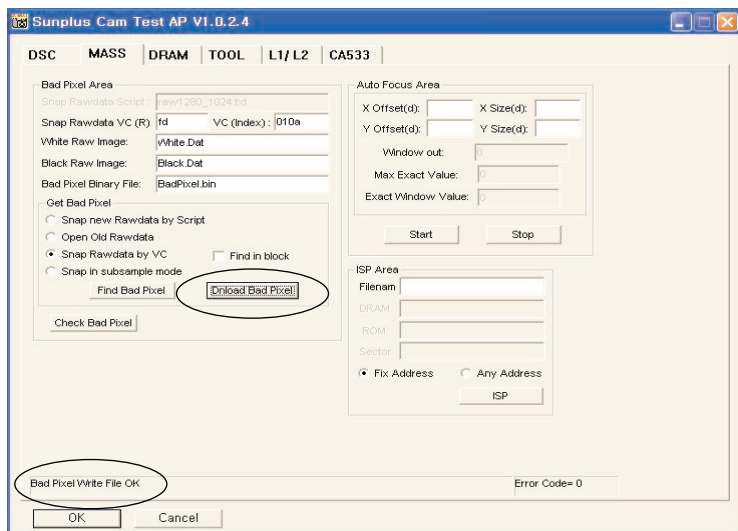 Sunplus Cam Test AP V1.0.2.4
DSC MASS DRAM TOOL L1/ L2 CA533
Bad Pixel Area
Snap Rawdata Script : raw1280_1024.txt
Snap Rawdata VC (R) fd VC (Index) : 010a
White Raw Image: White.Dat
Black Raw Image: Black.Dat
Bad Pixel Binary File: BadPixel.bin
Get Bad Pixel
Snap new Rawdata by Script
Open Old Rawdata
Snap Rawdata by VC Find in block
Snap in subsample mode
Find Bad Pixel Dnload Bad Pixel
Check Bad Pixel
Auto Focus Area
X Offset(d): X Size(d):
Y Offset(d): Y Size(d):
Window out: 0
Max Exact Value: 0
Exact Window Value: 0
Start Stop
ISP Area
Filenam
DRAM
ROM
Sector
Fix Address Any Address
ISP
Bad Pixel Write File OK Error Code= 0
OK Cancel